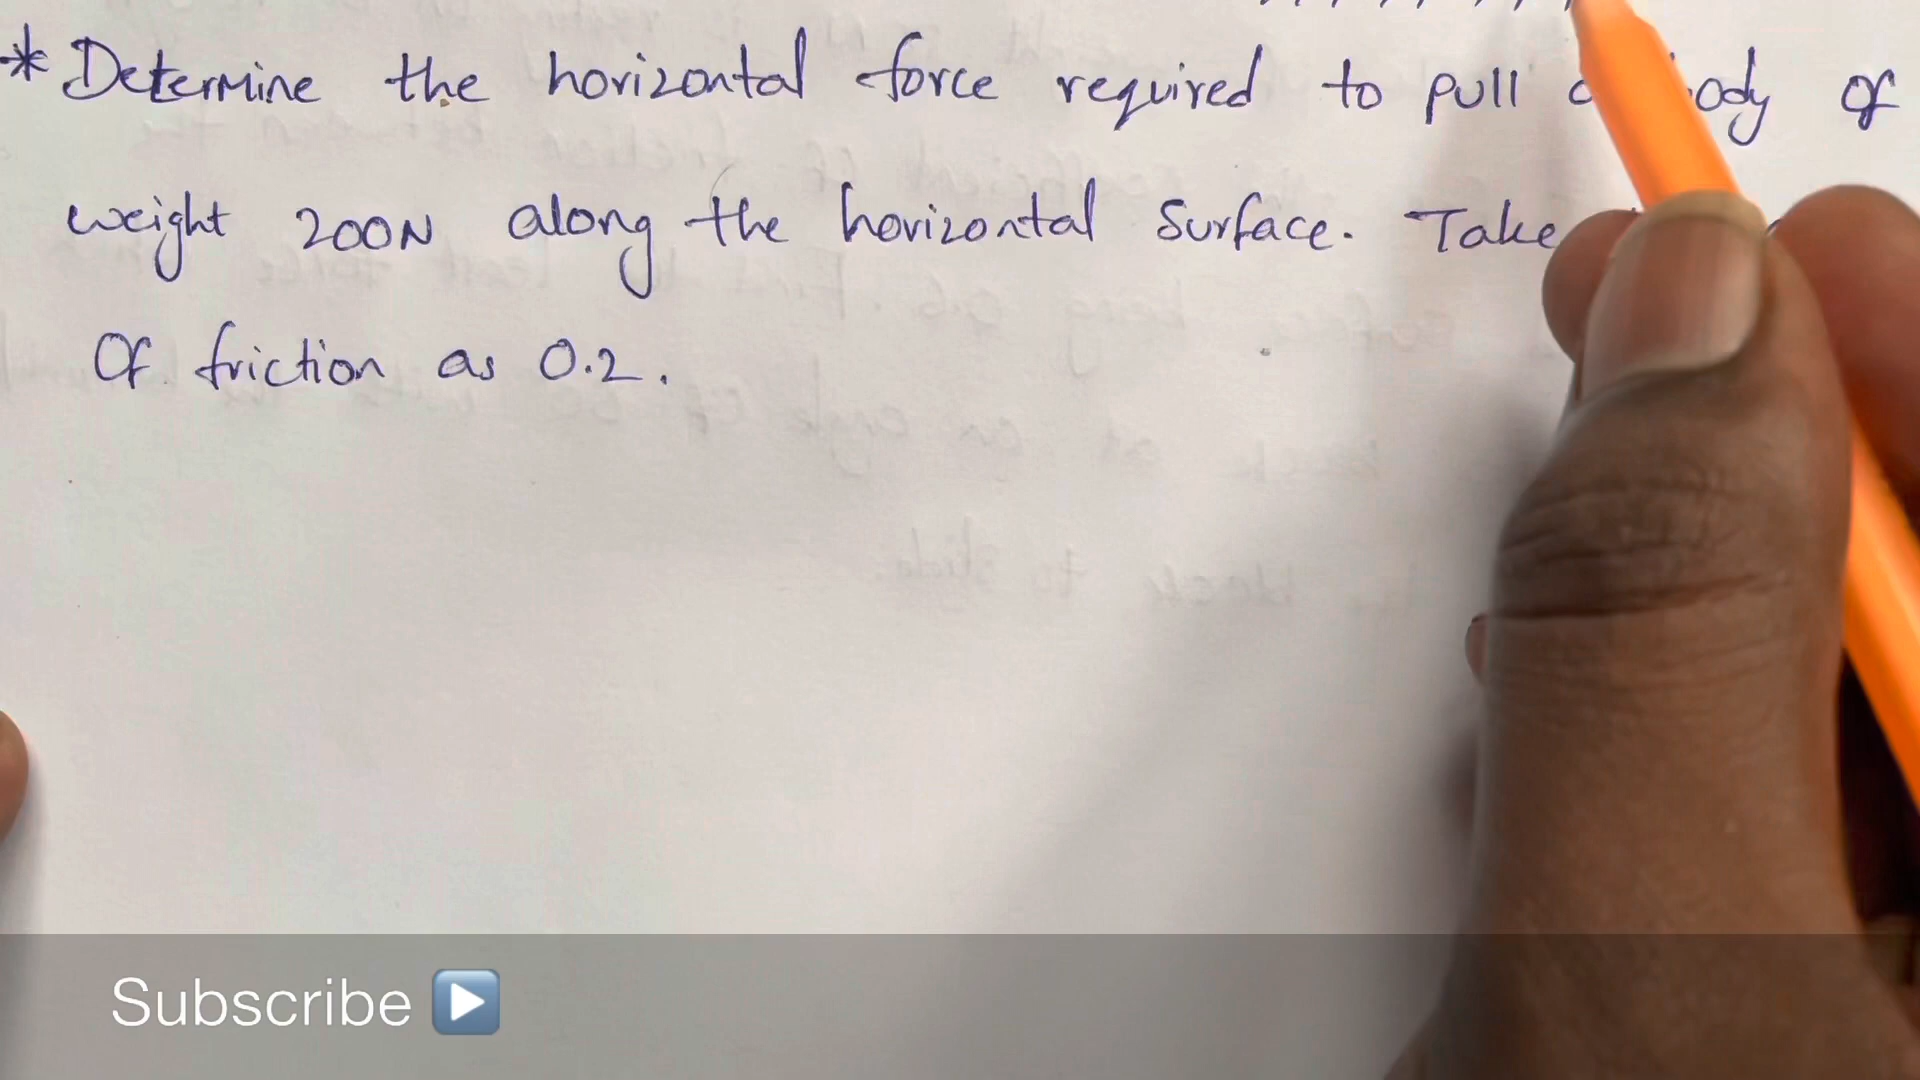 * Determine the horizontal force required to pull of
weight 200N along the horizontal surface. Take
Of friction as 0.2.
Subscribe ▶️